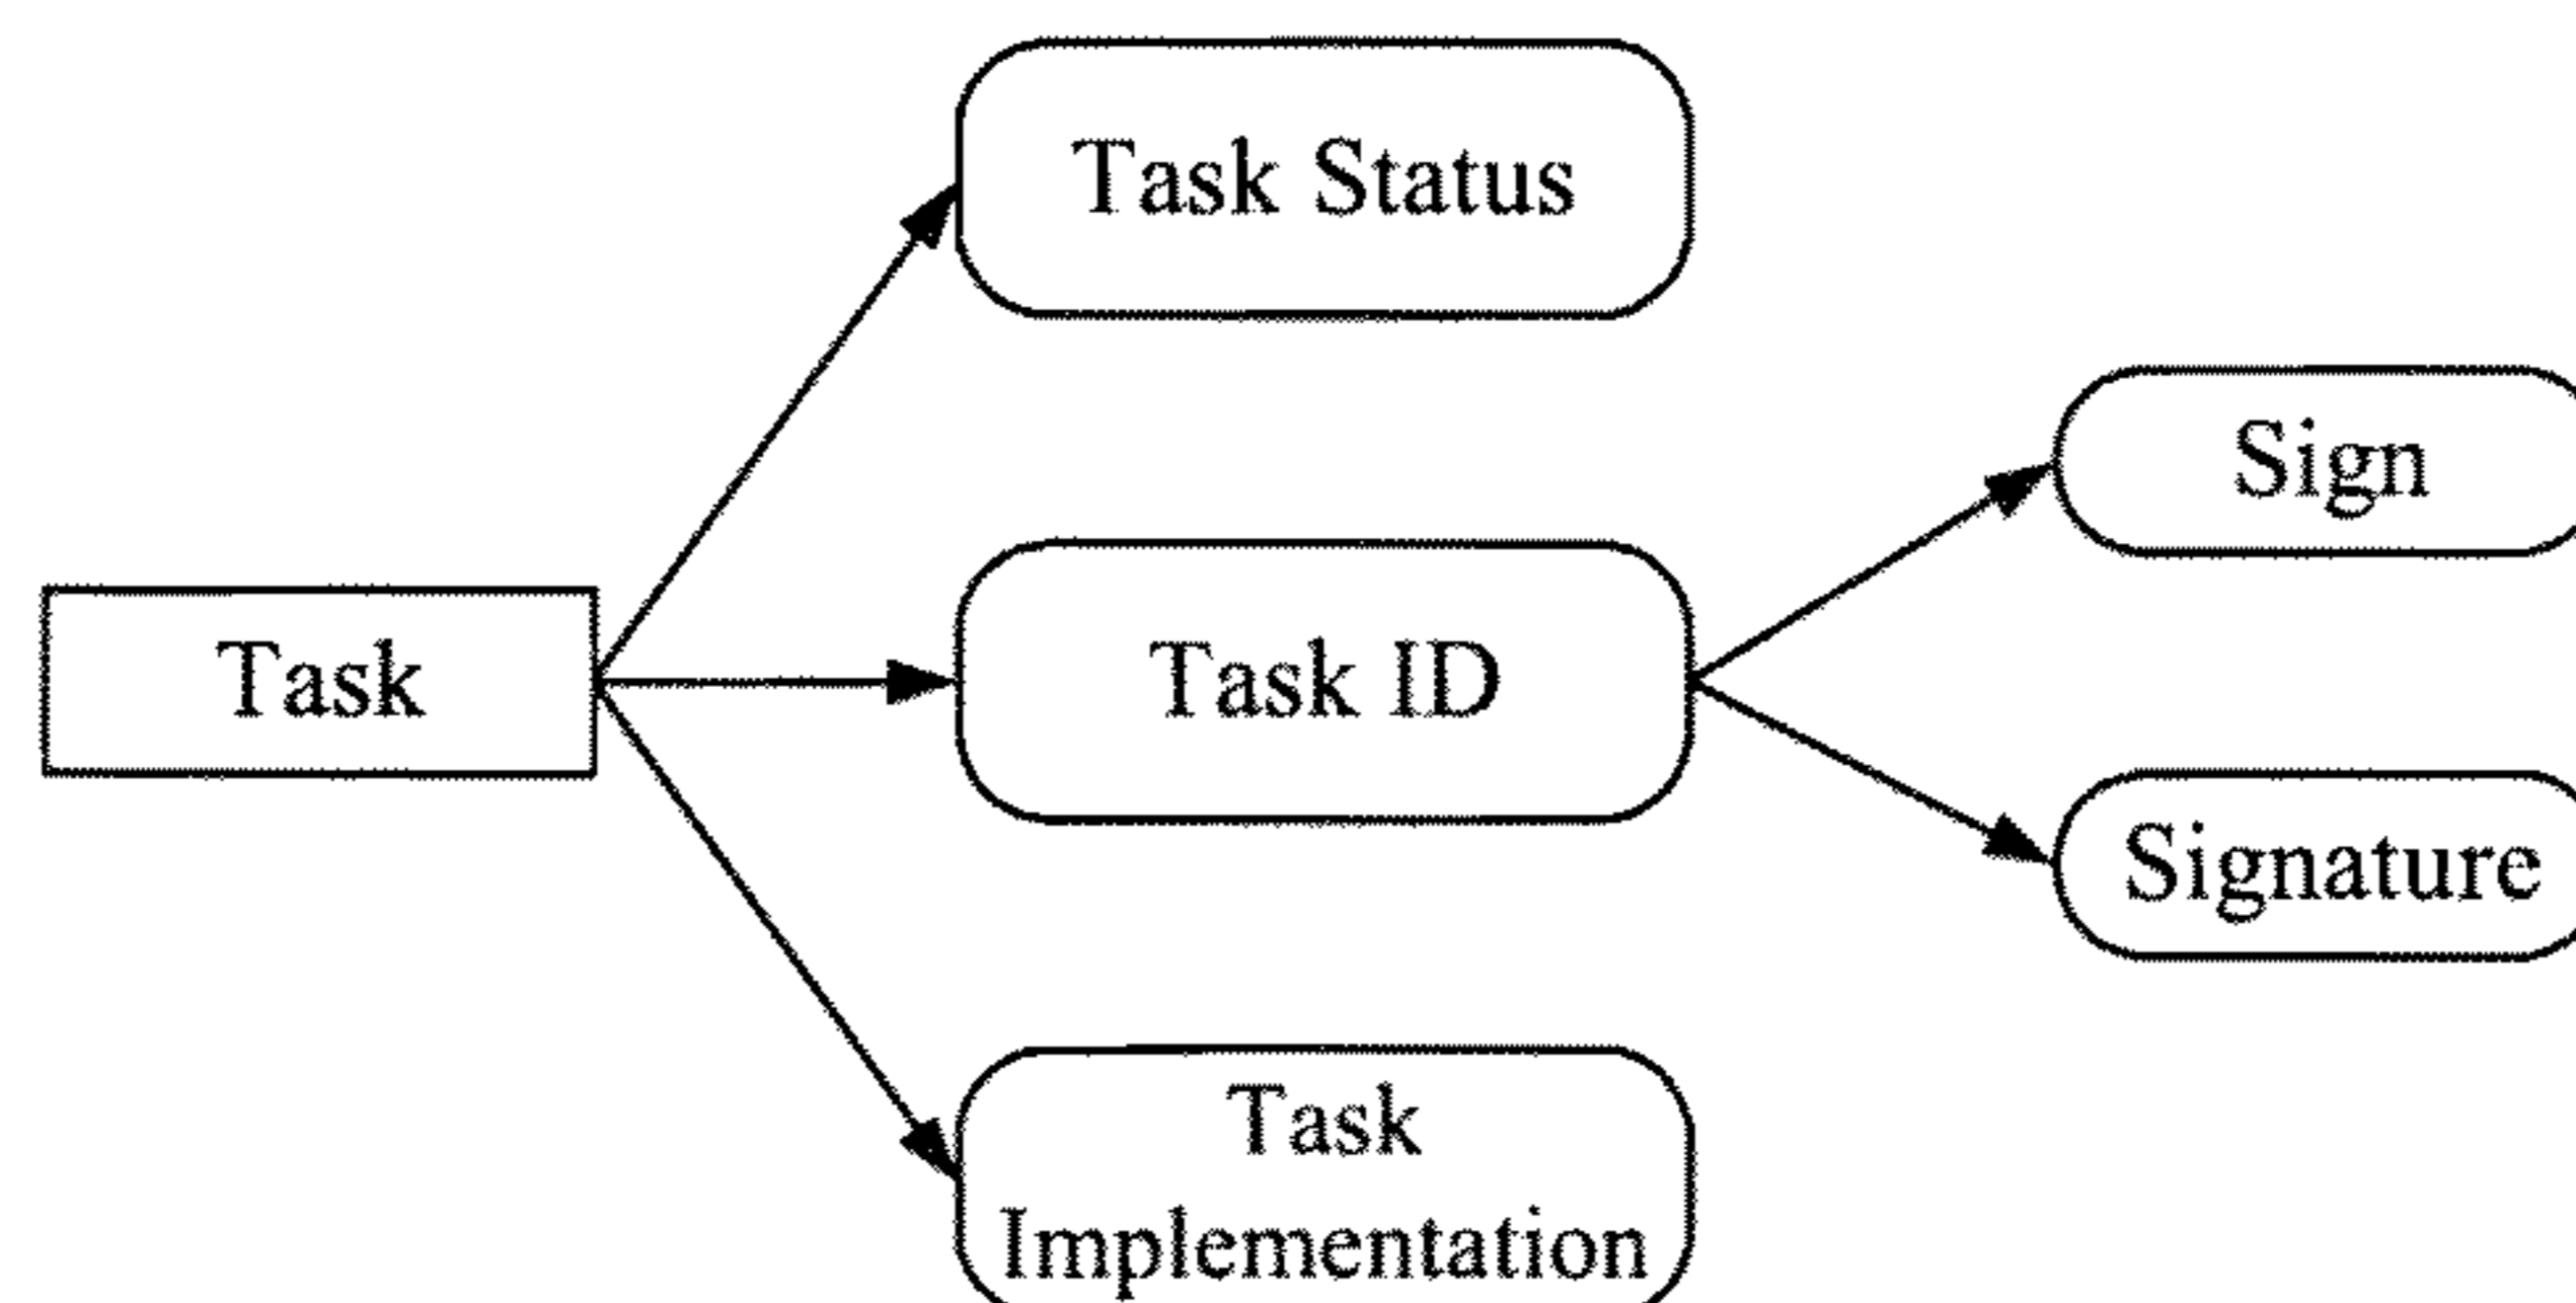 Task Status
Sign
Task
Task ID
Signature
Task
Implementation